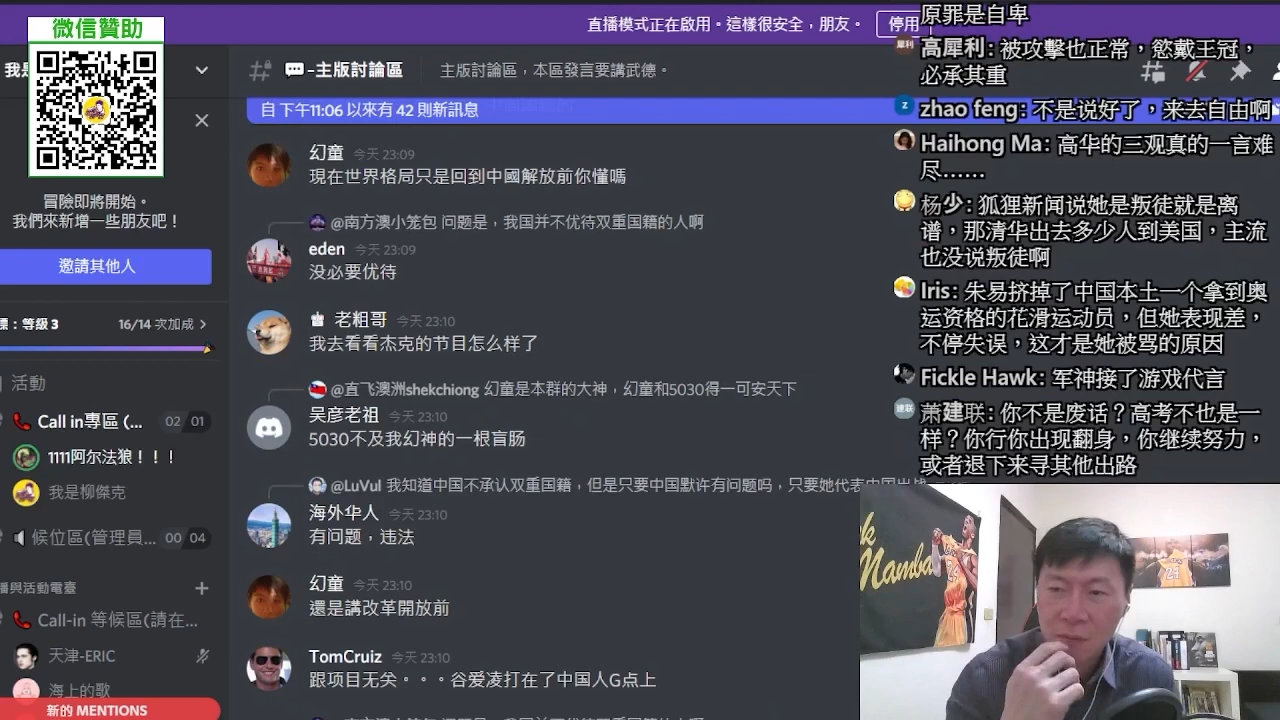 微信贊助
直播模式正在啟用。這樣很安全，朋友。
停用
主版討論區
主版討論區，本區發言要講武德。
自 下午11:06 以來有 42 則新訊息
冒險即將開始。
我們來新增一些朋友吧！
邀請其他人
等級 3
16/14 次加成
活動
Call in專區 (...
02 01
1111阿尔法狼！！！
我是柳傑克
候位區(管理員...
00 04
播與活動電臺
Call-in 等候區(請在...
天津-ERIC
海上的歌
新的 MENTIONS
幻童 今天 23:09
現在世界格局只是回到中國解放前你懂嗎
@南方澳小笼包 问题是，我国并不优待双重国籍的人啊
eden 今天 23:09
没必要优待
老粗哥 今天 23:10
我去看看杰克的节目怎么样了
@直飞澳洲shekchiong 幻童是本群的大神，幻童和5030得一可安天下
吴彦老祖 今天 23:10
5030不及我幻神的一根盲肠
@LuVul 我知道中国不承认双重国籍，但是只要中国默许有问题吗，只要她代表中国出战
海外华人 今天 23:10
有问题，违法
幻童 今天 23:10
還是講改革開放前
TomCruiz 今天 23:10
跟项目无关。。。谷爱凌打在了中国人G点上
原罪是自卑
高犀利: 被攻擊也正常，慾戴王冠，
必承其重
zhao feng: 不是说好了，来去自由啊
Haihong Ma: 高华的三观真的一言难
尽……
杨少: 狐狸新闻说她是叛徒就是离
谱，那清华出去多少人到美国，主流
也没说叛徒啊
Iris: 朱易挤掉了中国本土一个拿到奥
运资格的花滑运动员，但她表现差，
不停失误，这才是她被骂的原因
Fickle Hawk: 军神接了游戏代言
萧建联: 你不是废话？高考不也是一
样？你行你出现翻身，你继续努力，
或者退下来寻其他出路
Mamba
24